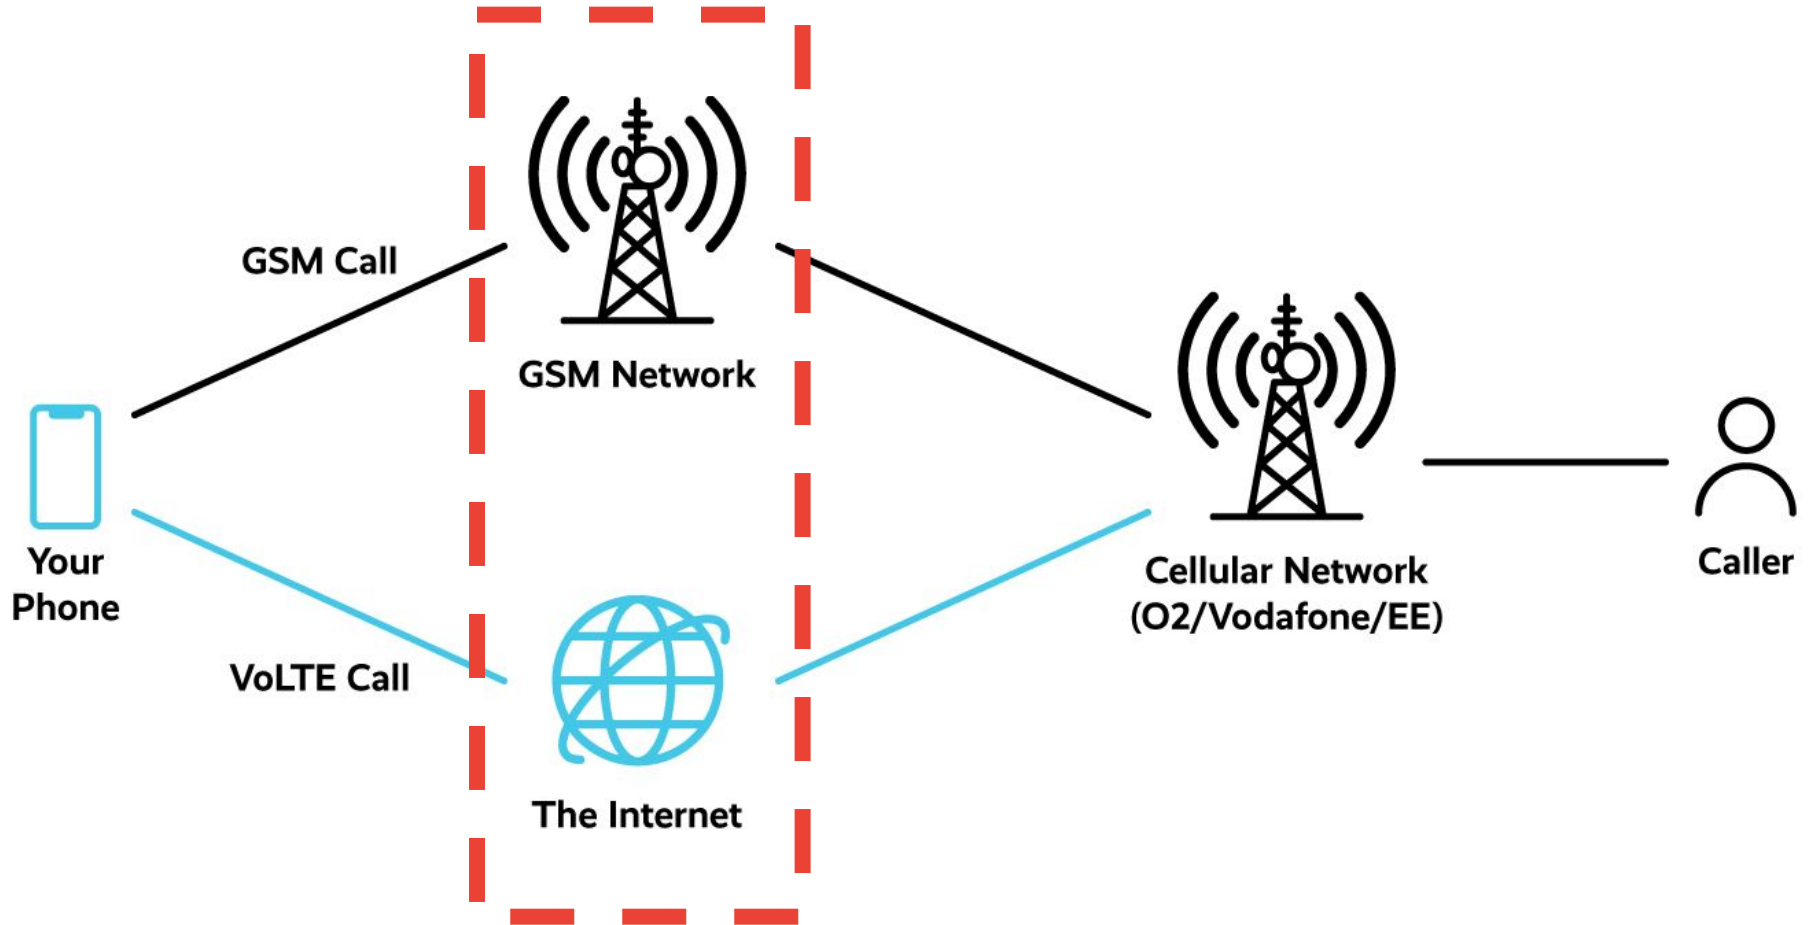 GSM Call
GSM Network
Your
Phone
VoLTE Call
The Internet
Cellular Network
(O2/Vodafone/EE)
Caller